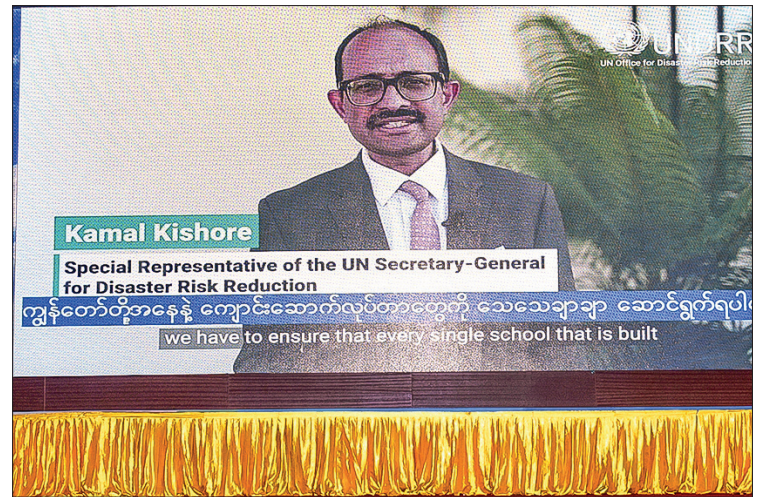 UNDRR
UN Office for Disaster Risk Reduction
Kamal Kishore
Special Representative of the UN Secretary-General
for Disaster Risk Reduction
ကျွန်တော်တို့အနေနဲ့ ကျောင်းဆောက်လုပ်တာတွေကို သေသေချာချာ ဆောင်ရွက်ရပါ
we have to ensure that every single school that is built